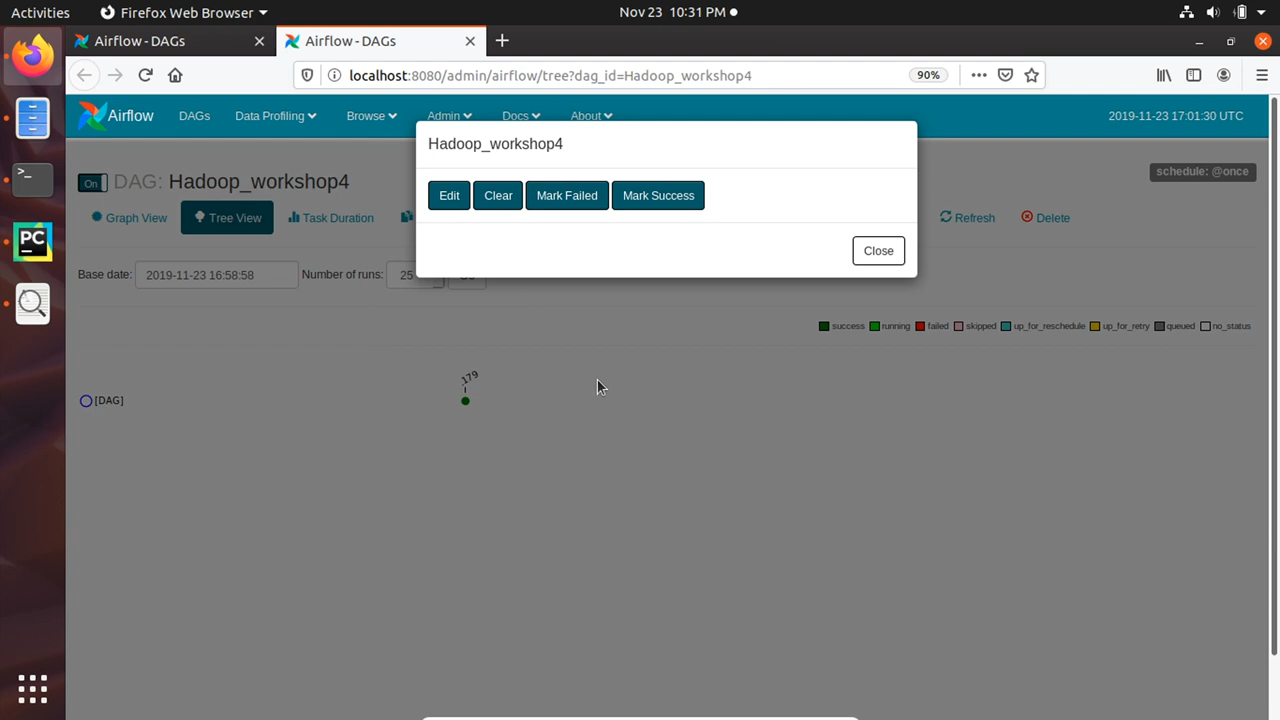 Activities Firefox Web Browser Nov 23 10:31 PM
Airflow - DAGs Airflow - DAGs
localhost:8080/admin/airflow/tree?dag_id=Hadoop_workshop4 90%
Airflow DAGs Data Profiling Browse Admin Docs About 2019-11-23 17:01:30 UTC
Hadoop_workshop4
On DAG: Hadoop_workshop4 schedule: @once
Edit Clear Mark Failed Mark Success
Graph View Tree View Task Duration Refresh Delete
Close
Base date: 2019-11-23 16:58:58 Number of runs: 25
success running failed skipped up_for_reschedule up_for_retry queued no_status
179
[DAG]
>_
PC